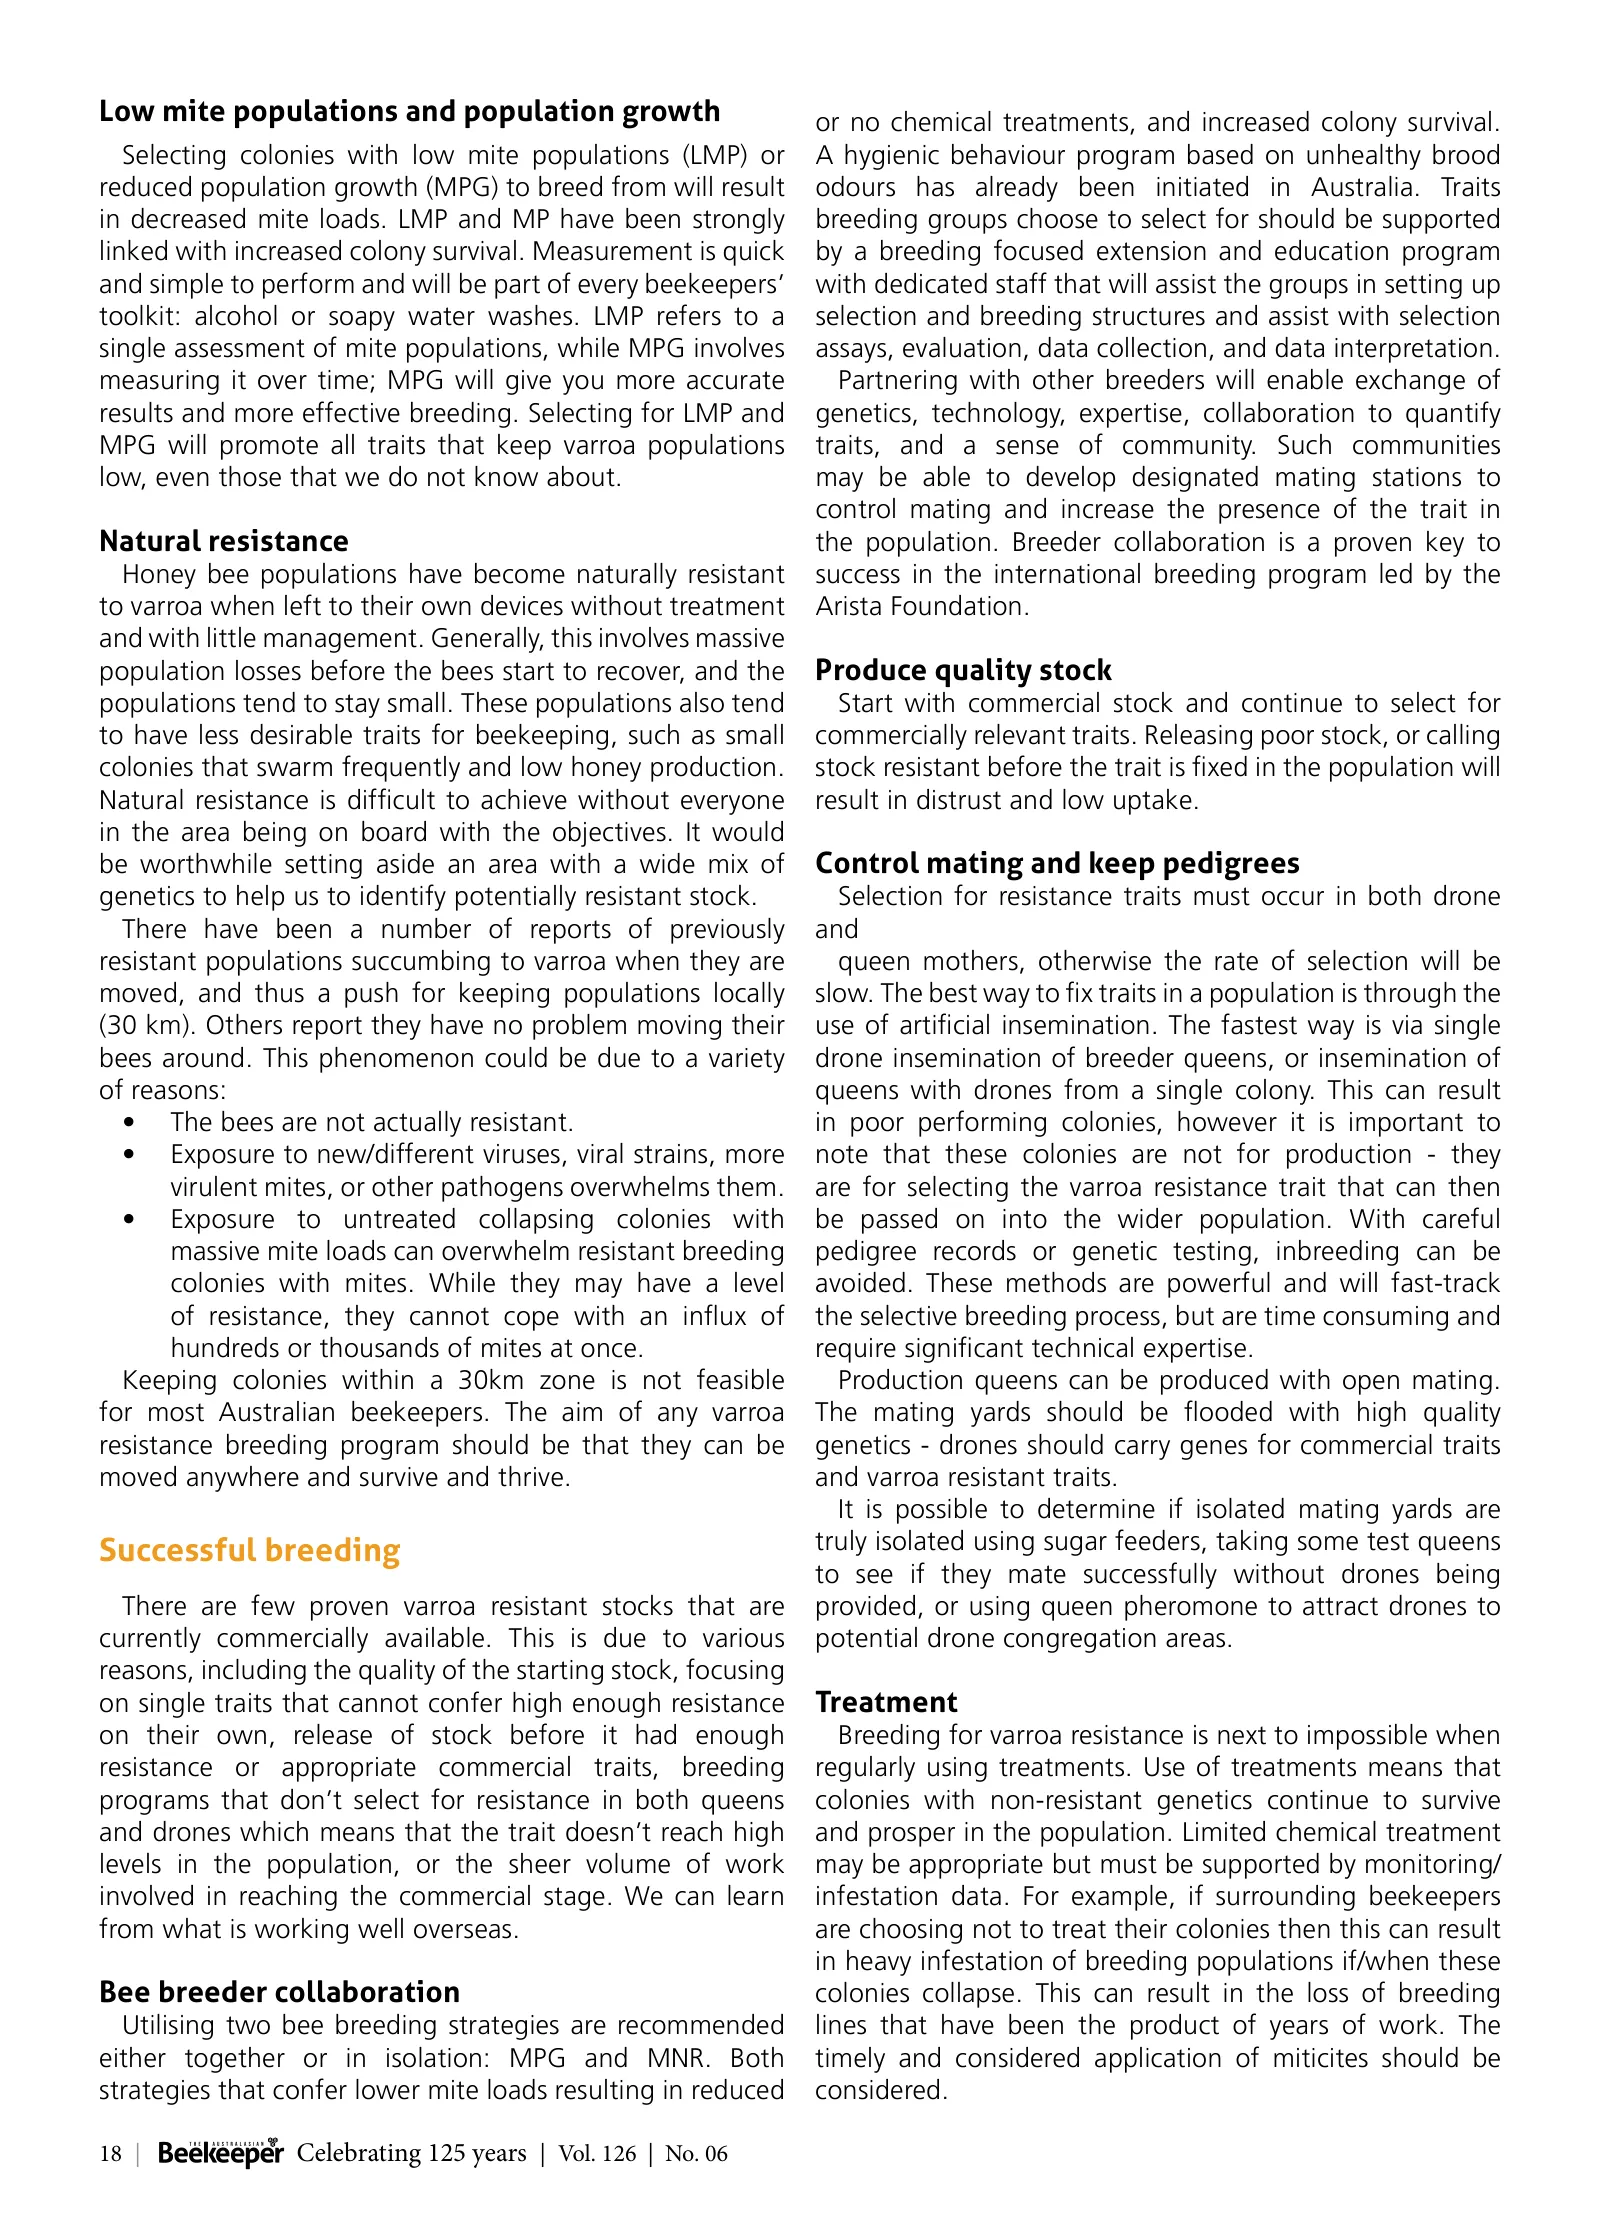 Low mite populations and population growth
Selecting colonies with low mite populations (LMP) or
reduced population growth (MPG) to breed from will result
in decreased mite loads. LMP and MP have been strongly
linked with increased colony survival. Measurement is quick
and simple to perform and will be part of every beekeepers’
toolkit: alcohol or soapy water washes. LMP refers to a
single assessment of mite populations, while MPG involves
measuring it over time; MPG will give you more accurate
results and more effective breeding. Selecting for LMP and
MPG will promote all traits that keep varroa populations
low, even those that we do not know about.
Natural resistance
Honey bee populations have become naturally resistant
to varroa when left to their own devices without treatment
and with little management. Generally, this involves massive
population losses before the bees start to recover, and the
populations tend to stay small. These populations also tend
to have less desirable traits for beekeeping, such as small
colonies that swarm frequently and low honey production.
Natural resistance is difficult to achieve without everyone
in the area being on board with the objectives. It would
be worthwhile setting aside an area with a wide mix of
genetics to help us to identify potentially resistant stock.
There have been a number of reports of previously
resistant populations succumbing to varroa when they are
moved, and thus a push for keeping populations locally
(30 km). Others report they have no problem moving their
bees around. This phenomenon could be due to a variety
of reasons:
• The bees are not actually resistant.
• Exposure to new/different viruses, viral strains, more
virulent mites, or other pathogens overwhelms them.
• Exposure to untreated collapsing colonies with
massive mite loads can overwhelm resistant breeding
colonies with mites. While they may have a level
of resistance, they cannot cope with an influx of
hundreds or thousands of mites at once.
Keeping colonies within a 30km zone is not feasible
for most Australian beekeepers. The aim of any varroa
resistance breeding program should be that they can be
moved anywhere and survive and thrive.
Successful breeding
There are few proven varroa resistant stocks that are
currently commercially available. This is due to various
reasons, including the quality of the starting stock, focusing
on single traits that cannot confer high enough resistance
on their own, release of stock before it had enough
resistance or appropriate commercial traits, breeding
programs that don’t select for resistance in both queens
and drones which means that the trait doesn’t reach high
levels in the population, or the sheer volume of work
involved in reaching the commercial stage. We can learn
from what is working well overseas.
Bee breeder collaboration
Utilising two bee breeding strategies are recommended
either together or in isolation: MPG and MNR. Both
strategies that confer lower mite loads resulting in reduced
or no chemical treatments, and increased colony survival.
A hygienic behaviour program based on unhealthy brood
odours has already been initiated in Australia. Traits
breeding groups choose to select for should be supported
by a breeding focused extension and education program
with dedicated staff that will assist the groups in setting up
selection and breeding structures and assist with selection
assays, evaluation, data collection, and data interpretation.
Partnering with other breeders will enable exchange of
genetics, technology, expertise, collaboration to quantify
traits, and a sense of community. Such communities
may be able to develop designated mating stations to
control mating and increase the presence of the trait in
the population. Breeder collaboration is a proven key to
success in the international breeding program led by the
Arista Foundation.
Produce quality stock
Start with commercial stock and continue to select for
commercially relevant traits. Releasing poor stock, or calling
stock resistant before the trait is fixed in the population will
result in distrust and low uptake.
Control mating and keep pedigrees
Selection for resistance traits must occur in both drone
and
queen mothers, otherwise the rate of selection will be
slow. The best way to fix traits in a population is through the
use of artificial insemination. The fastest way is via single
drone insemination of breeder queens, or insemination of
queens with drones from a single colony. This can result
in poor performing colonies, however it is important to
note that these colonies are not for production - they
are for selecting the varroa resistance trait that can then
be passed on into the wider population. With careful
pedigree records or genetic testing, inbreeding can be
avoided. These methods are powerful and will fast-track
the selective breeding process, but are time consuming and
require significant technical expertise.
Production queens can be produced with open mating.
The mating yards should be flooded with high quality
genetics - drones should carry genes for commercial traits
and varroa resistant traits.
It is possible to determine if isolated mating yards are
truly isolated using sugar feeders, taking some test queens
to see if they mate successfully without drones being
provided, or using queen pheromone to attract drones to
potential drone congregation areas.
Treatment
Breeding for varroa resistance is next to impossible when
regularly using treatments. Use of treatments means that
colonies with non-resistant genetics continue to survive
and prosper in the population. Limited chemical treatment
may be appropriate but must be supported by monitoring/
infestation data. For example, if surrounding beekeepers
are choosing not to treat their colonies then this can result
in heavy infestation of breeding populations if/when these
colonies collapse. This can result in the loss of breeding
lines that have been the product of years of work. The
timely and considered application of miticites should be
considered.
18 | THE AUSTRALASIAN Beekeeper Celebrating 125 years | Vol. 126 | No. 06